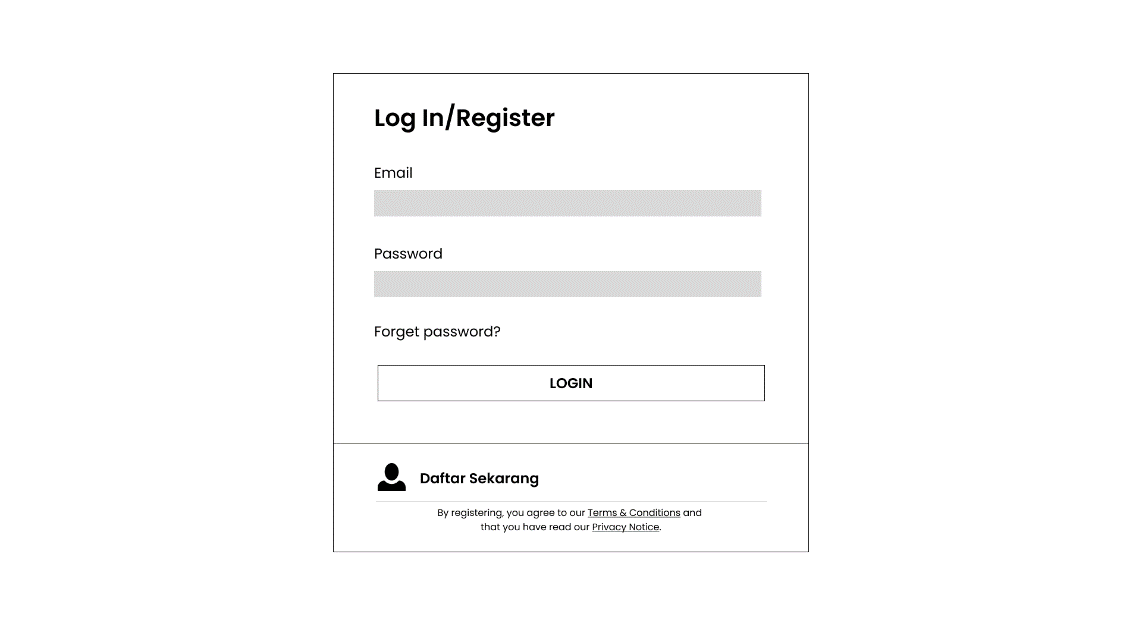 Log In/Register
Email
Password
Forget password?
LOGIN
Daftar Sekarang
By registering, you agree to our Terms & Conditions and
that you have read our Privacy Notice.